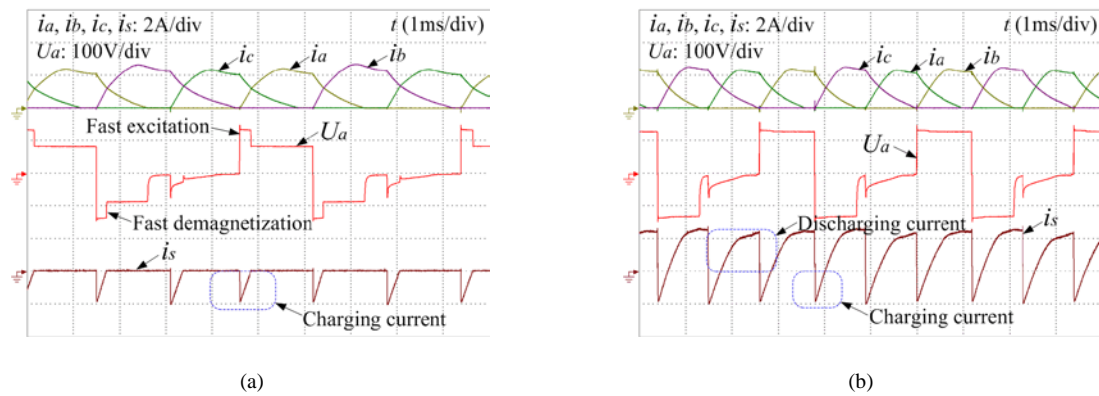 ia, ib, ic, is: 2A/div
t (1ms/div)
Ua: 100V/div
ic
ia
ib
Fast excitation
Ua
Fast demagnetization
is
Charging current
(a)
ia, ib, ic, is: 2A/div
t (1ms/div)
Ua: 100V/div
ic
ia
ib
Ua
Discharging current
is
Charging current
(b)